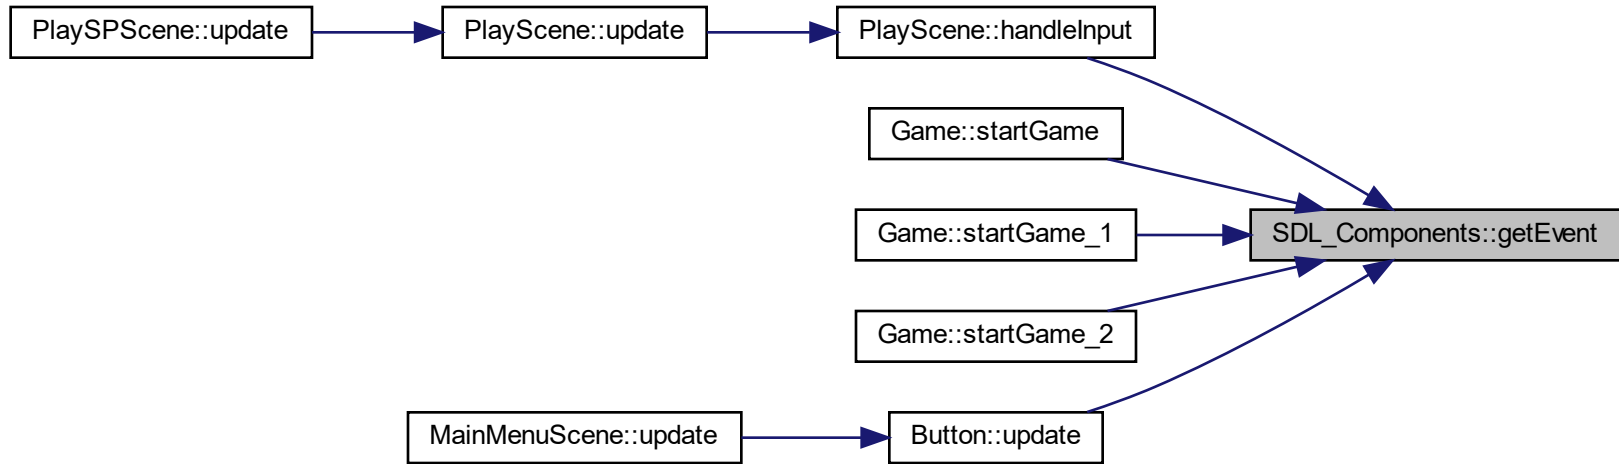 PlaySPScene::update
PlayScene::update
PlayScene::handleInput
Game::startGame
Game::startGame_1
SDL_Components::getEvent
Game::startGame_2
MainMenuScene::update
Button::update